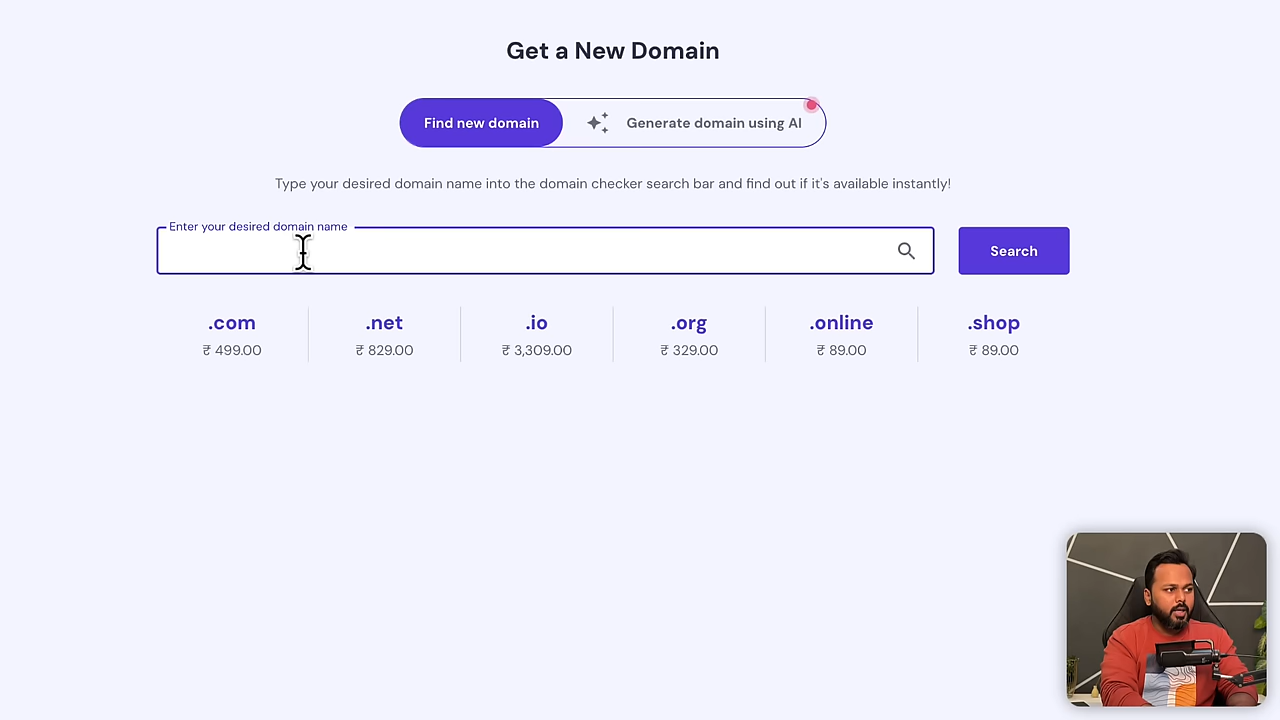 Get a New Domain
Find new domain
Generate domain using AI
Type your desired domain name into the domain checker search bar and find out if it's available instantly!
Enter your desired domain name
Search
.com .net .io .org .online .shop
₹ 499.00 ₹ 829.00 ₹ 3,309.00 ₹ 329.00 ₹ 89.00 ₹ 89.00